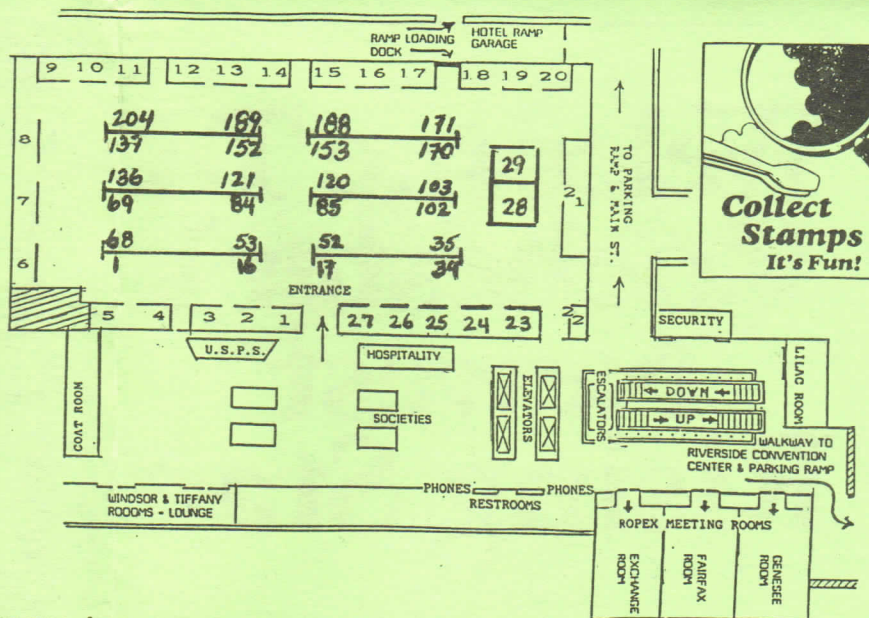 RAMP LOADING DOCK
HOTEL RAMP GARAGE
9 10 11 12 13 14 15 16 17 18 19 20
204 189 188 171
137 152 153 170
8
29
TO PARKING RAMP & MAIN ST.
136 121 120 103
69 84 85 102
7
28
21
Collect
Stamps
It's Fun!
68 53 52 35
1 16 17 34
6
ENTRANCE
5 4 3 2 1 27 26 25 24 23 22
SECURITY
U.S.P.S.
HOSPITALITY
COAT ROOM
SOCIETIES
ELEVATORS
ESCALATORS
← DOWN ←
→ UP →
LILAC ROOM
WALKWAY TO
RIVERSIDE CONVENTION
CENTER & PARKING RAMP
WINDSOR & TIFFANY
ROOOMS - LOUNGE
PHONES PHONES
RESTROOMS
ROPEX MEETING ROOMS
EXCHANGE ROOM
FAIRFAX ROOM
GENESEE ROOM